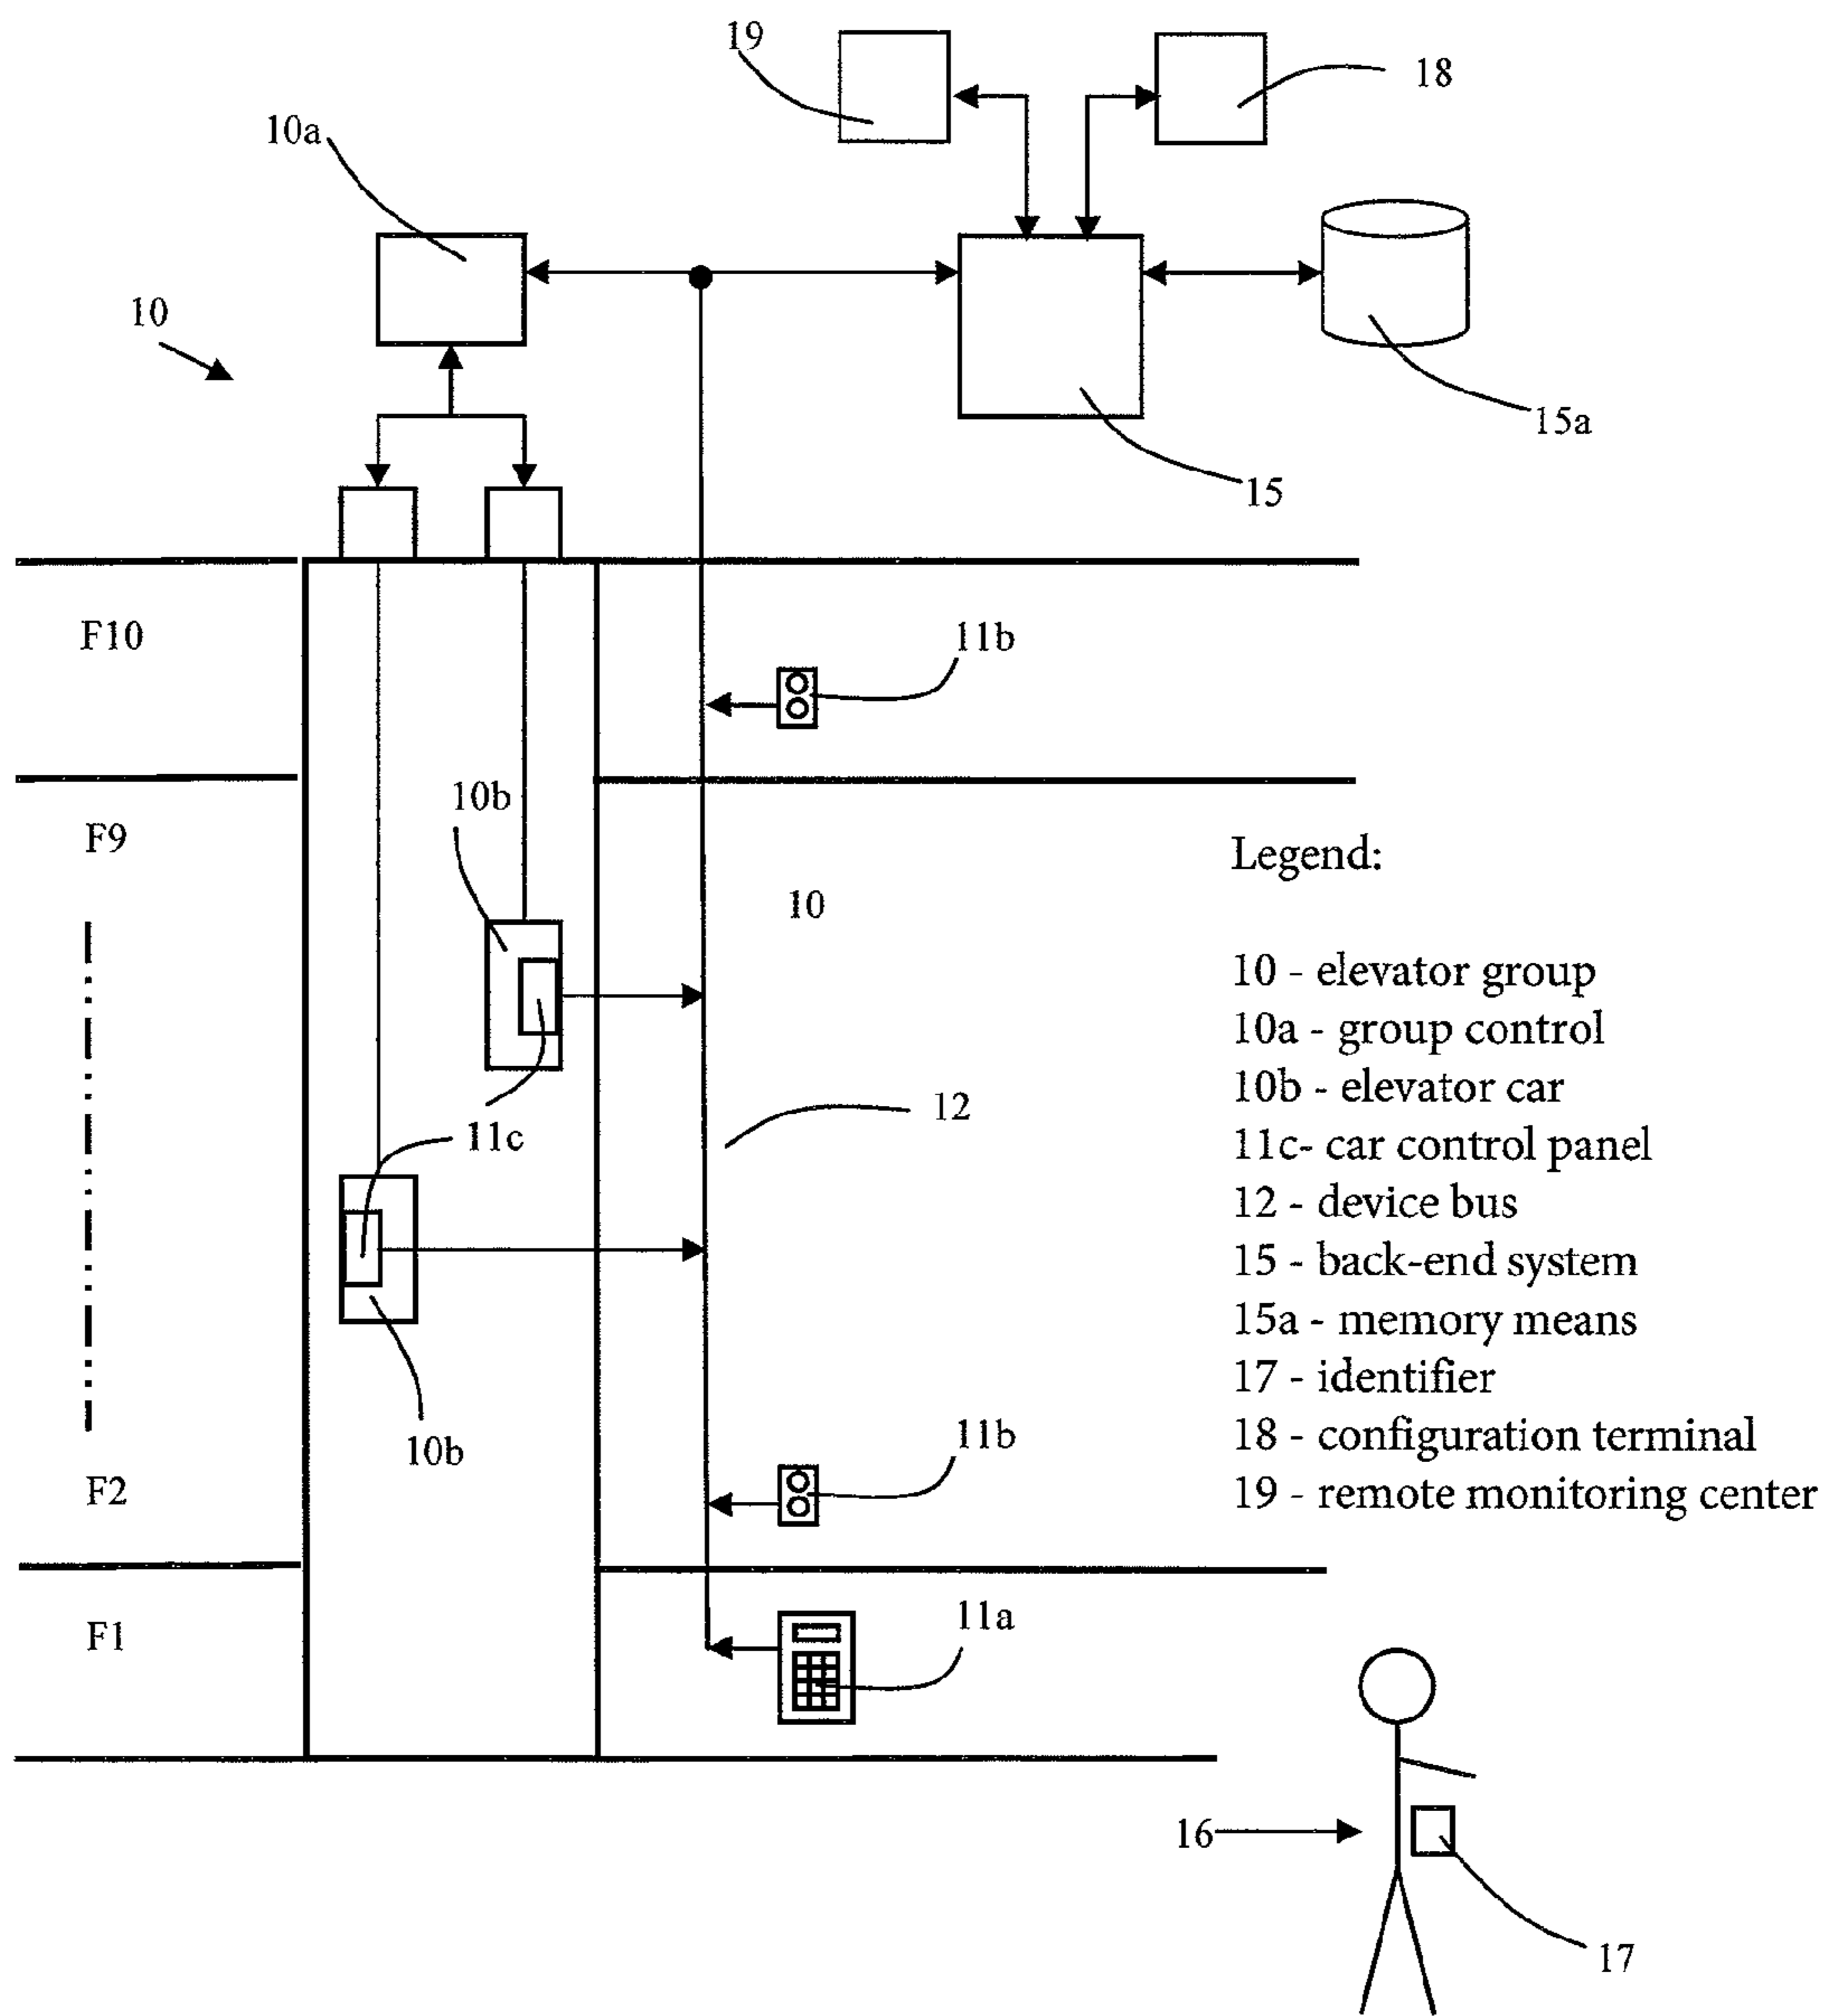 19
18
10a
10
15a
15
F10
11b
10b
F9
Legend:
10
10 - elevator group
10a - group control
10b - elevator car
11c- car control panel
12 - device bus
15 - back-end system
15a - memory means
17 - identifier
18 - configuration terminal
19 - remote monitoring center
12
11c
11b
10b
F2
11a
F1
16
17